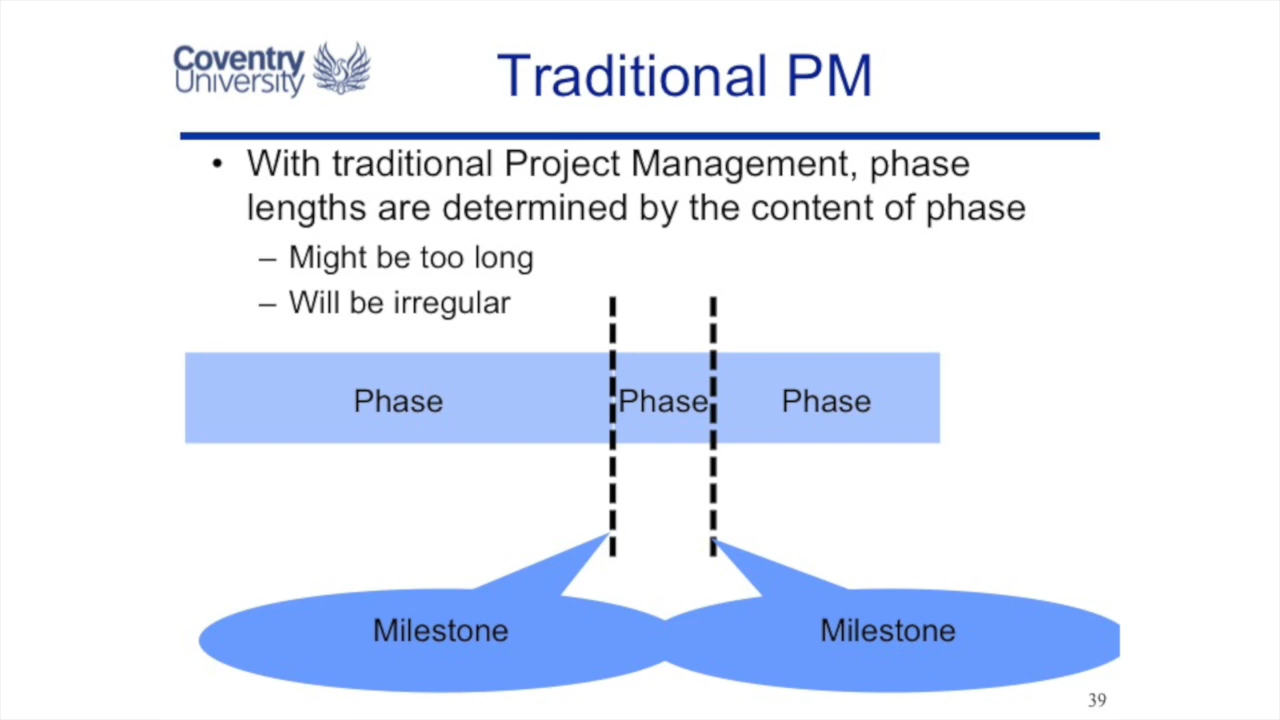 Coventry
University
Traditional PM
• With traditional Project Management, phase
lengths are determined by the content of phase
– Might be too long
– Will be irregular
Phase
Phase
Phase
Milestone
Milestone
39